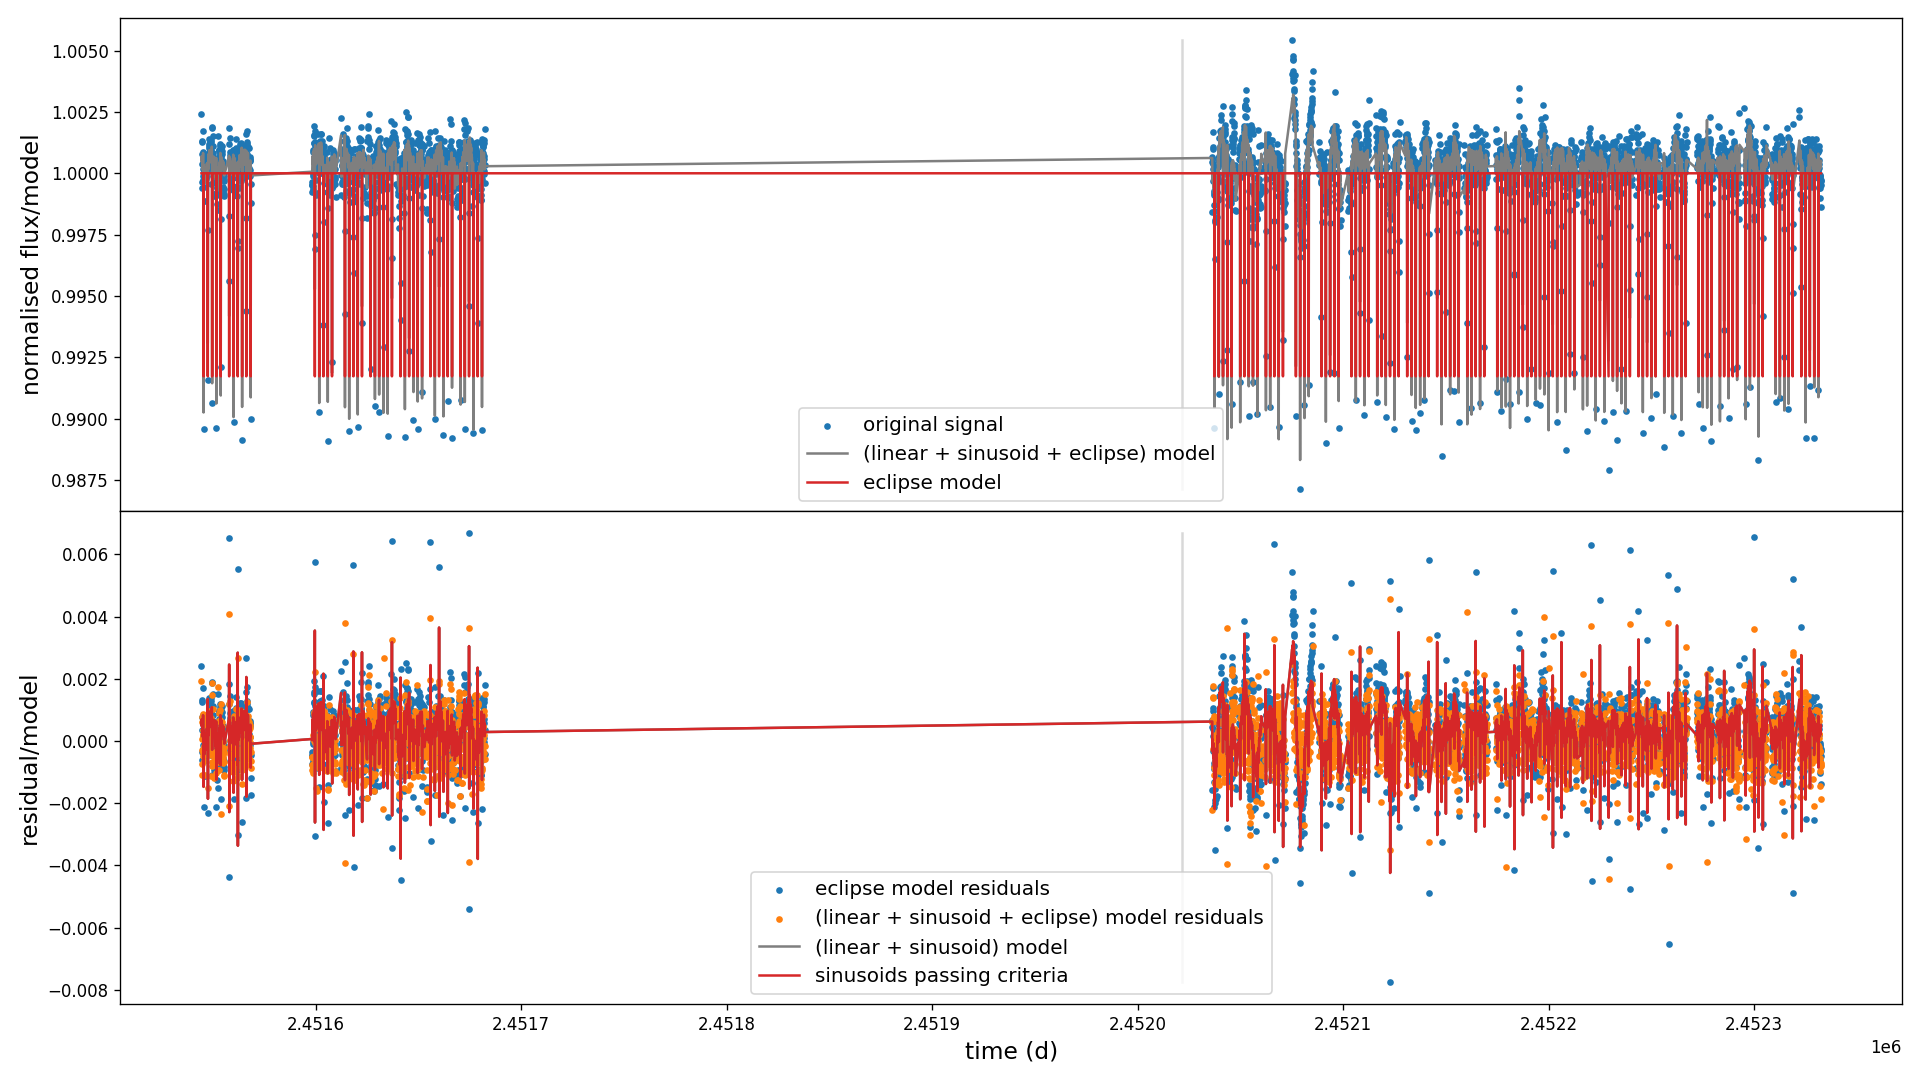 normalised flux/model
1.0050
1.0025
1.0000
0.9975
0.9950
0.9925
0.9900
0.9875
original signal
(linear + sinusoid + eclipse) model
eclipse model
residual/model
0.006
0.004
0.002
0.000
−0.002
−0.004
−0.006
−0.008
eclipse model residuals
(linear + sinusoid + eclipse) model residuals
(linear + sinusoid) model
sinusoids passing criteria
2.4516 2.4517 2.4518 2.4519 2.4520 2.4521 2.4522 2.4523
1e6
time (d)